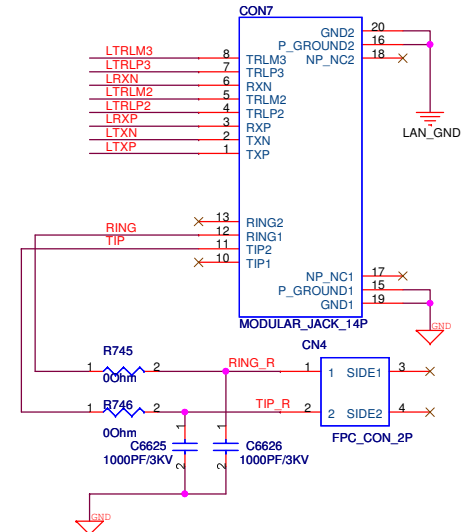 CON7
LTRLM3 8 TRLM3 GND2 20
LTRLP3 7 TRLP3 P_GROUND2 16
LRXN 6 RXN NP_NC2 18
LTRLM2 5 TRLM2
LTRLP2 4 TRLP2
LRXP 3 RXP
LTXN 2 TXN
LTXP 1 TXP
LAN_GND
13 RING2
RING 12 RING1
TIP 11 TIP2
10 TIP1
NP_NC1 17
P_GROUND1 15
GND1 19
MODULAR_JACK_14P
GND
CN4
R745
1 2 RING_R 1 1 SIDE1 3
0Ohm
R746
1 2 TIP_R 2 2 SIDE2 4
0Ohm
FPC_CON_2P
1 1
C6625 C6626
1000PF/3KV 1000PF/3KV
2 2
GND